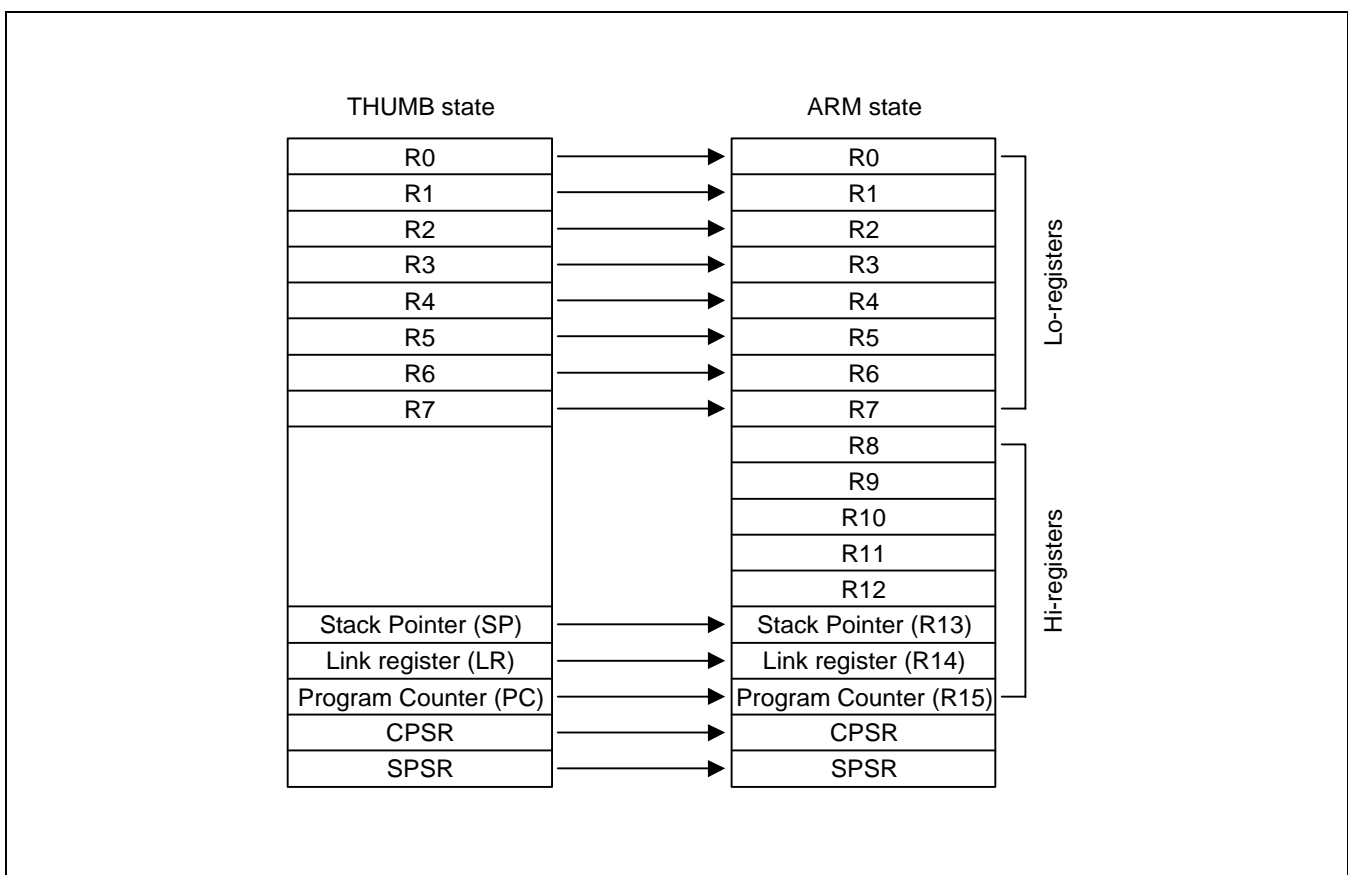 THUMB state
ARM state
R0
R0
R1
R1
R2
R2
R3
R3
R4
R4
R5
R5
R6
R6
R7
R7
Lo-registers
R8
R9
R10
R11
R12
Stack Pointer (SP)
Stack Pointer (R13)
Link register (LR)
Link register (R14)
Program Counter (PC)
Program Counter (R15)
Hi-registers
CPSR
CPSR
SPSR
SPSR